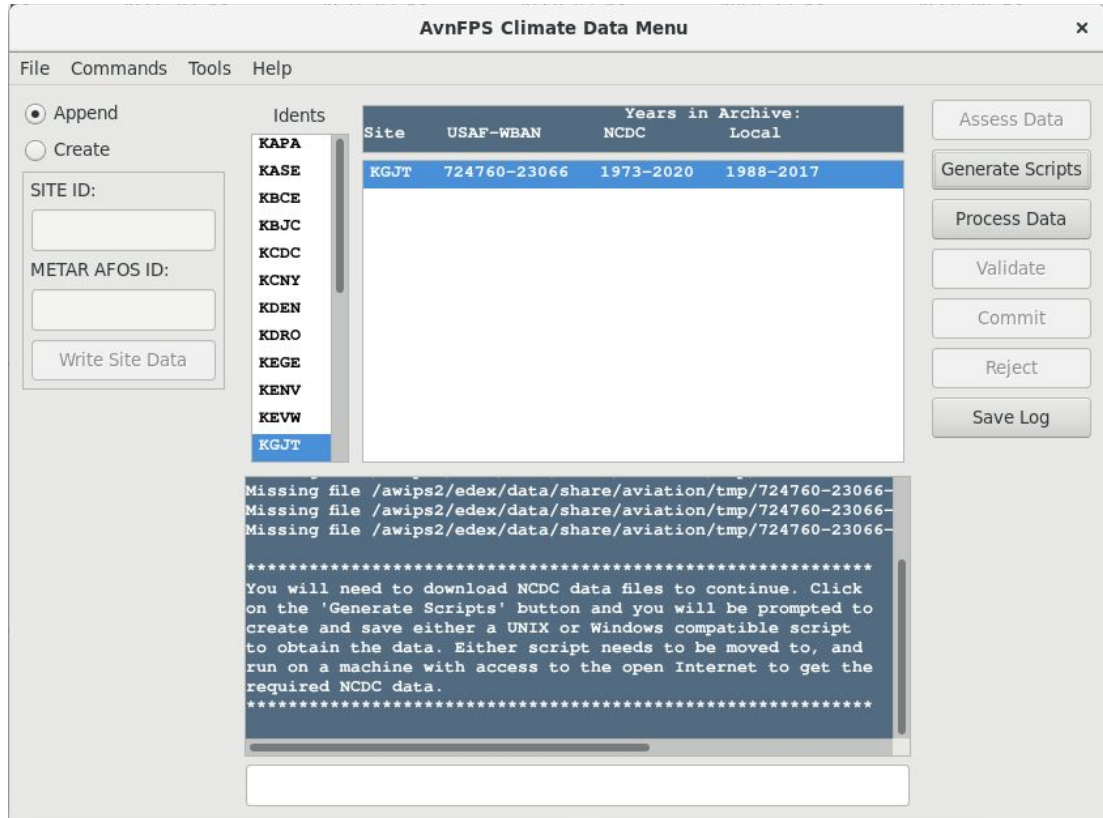 AvnFPS Climate Data Menu
×
File Commands Tools Help
Append
Create
SITE ID:
METAR AFOS ID:
Write Site Data
Idents
KAPA
KASE
KBCE
KBJC
KCDC
KCNY
KDEN
KDRO
KEGE
KENV
KEVW
KGJT
Years in Archive:
Site USAF-WBAN NCDC Local
KGJT 724760-23066 1973-2020 1988-2017
Assess Data
Generate Scripts
Process Data
Validate
Commit
Reject
Save Log
Missing file /awips2/edex/data/share/aviation/tmp/724760-23066-
Missing file /awips2/edex/data/share/aviation/tmp/724760-23066-
Missing file /awips2/edex/data/share/aviation/tmp/724760-23066-
************************************************************
You will need to download NCDC data files to continue. Click
on the 'Generate Scripts' button and you will be prompted to
create and save either a UNIX or Windows compatible script
to obtain the data. Either script needs to be moved to, and
run on a machine with access to the open Internet to get the
required NCDC data.
************************************************************